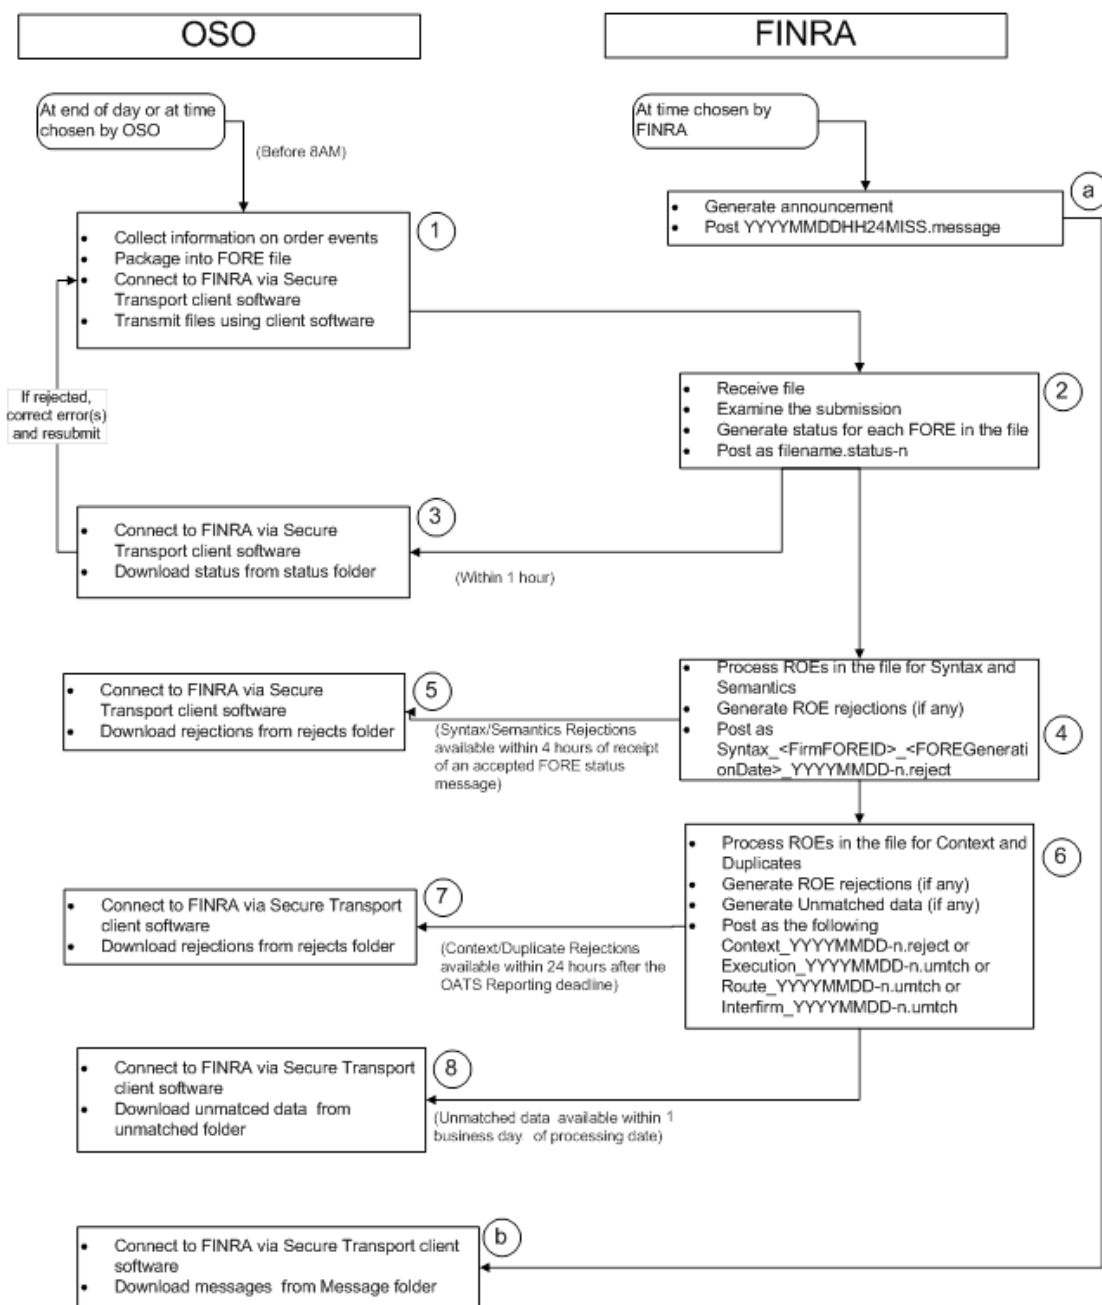 OSO
FINRA
At end of day or at time
chosen by OSO
At time chosen by
FINRA
(Before 8AM)
a
• Generate announcement
• Post YYYYMMDDHH24MISS.message
1
• Collect information on order events
• Package into FORE file
• Connect to FINRA via Secure
Transport client software
• Transmit files using client software
If rejected,
correct error(s)
and resubmit
2
• Receive file
• Examine the submission
• Generate status for each FORE in the file
• Post as filename.status-n
3
• Connect to FINRA via Secure
Transport client software
• Download status from status folder
(Within 1 hour)
4
• Process ROEs in the file for Syntax and
Semantics
• Generate ROE rejections (if any)
• Post as
Syntax_<FirmFOREID>_<FOREGenerati
onDate>_YYYYMMDD-n.reject
5
• Connect to FINRA via Secure
Transport client software
• Download rejections from rejects folder
(Syntax/Semantics Rejections
available within 4 hours of receipt
of an accepted FORE status
message)
6
• Process ROEs in the file for Context and
Duplicates
• Generate ROE rejections (if any)
• Generate Unmatched data (if any)
• Post as the following
Context_YYYYMMDD-n.reject or
Execution_YYYYMMDD-n.umtch or
Route_YYYYMMDD-n.umtch or
Interfirm_YYYYMMDD-n.umtch
7
• Connect to FINRA via Secure Transport
client software
• Download rejections from rejects folder
(Context/Duplicate Rejections
available within 24 hours after the
OATS Reporting deadline)
8
• Connect to FINRA via Secure Transport
client software
• Download unmatced data from
unmatched folder
(Unmatched data available within 1
business day of processing date)
b
• Connect to FINRA via Secure Transport client
software
• Download messages from Message folder